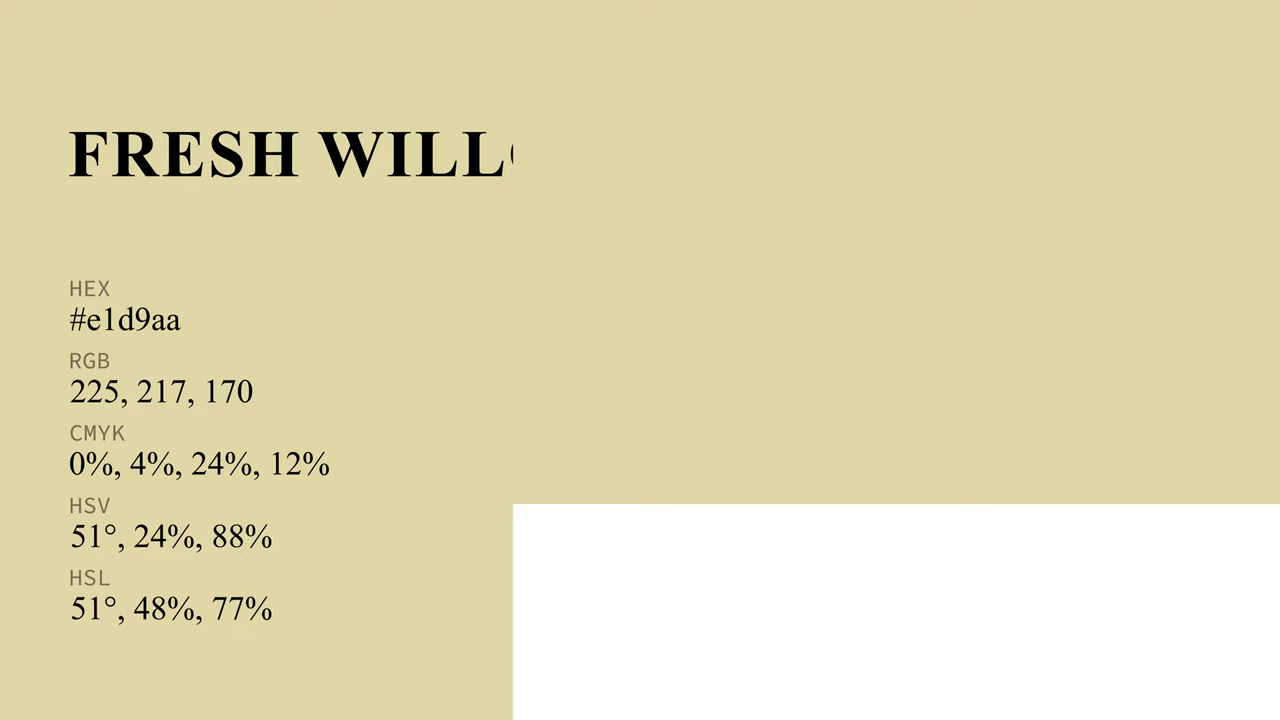 FRESH WILL
HEX
#e1d9aa
RGB
225, 217, 170
CMYK
0%, 4%, 24%, 12%
HSV
51°, 24%, 88%
HSL
51°, 48%, 77%